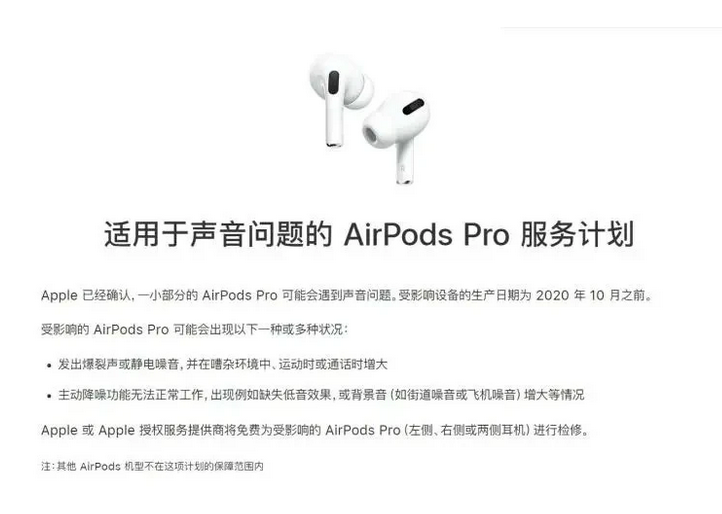 适用于声音问题的 AirPods Pro 服务计划
Apple 已经确认，一小部分的 AirPods Pro 可能会遇到声音问题。受影响设备的生产日期为 2020 年 10 月之前。
受影响的 AirPods Pro 可能会出现以下一种或多种状况：
• 发出爆裂声或静电噪音，并在嘈杂环境中、运动时或通话时增大
• 主动降噪功能无法正常工作，出现例如缺失低音效果，或背景音（如街道噪音或飞机噪音）增大等情况
Apple 或 Apple 授权服务提供商将免费为受影响的 AirPods Pro（左侧、右侧或两侧耳机）进行检修。
注：其他 AirPods 机型不在这项计划的保障范围内